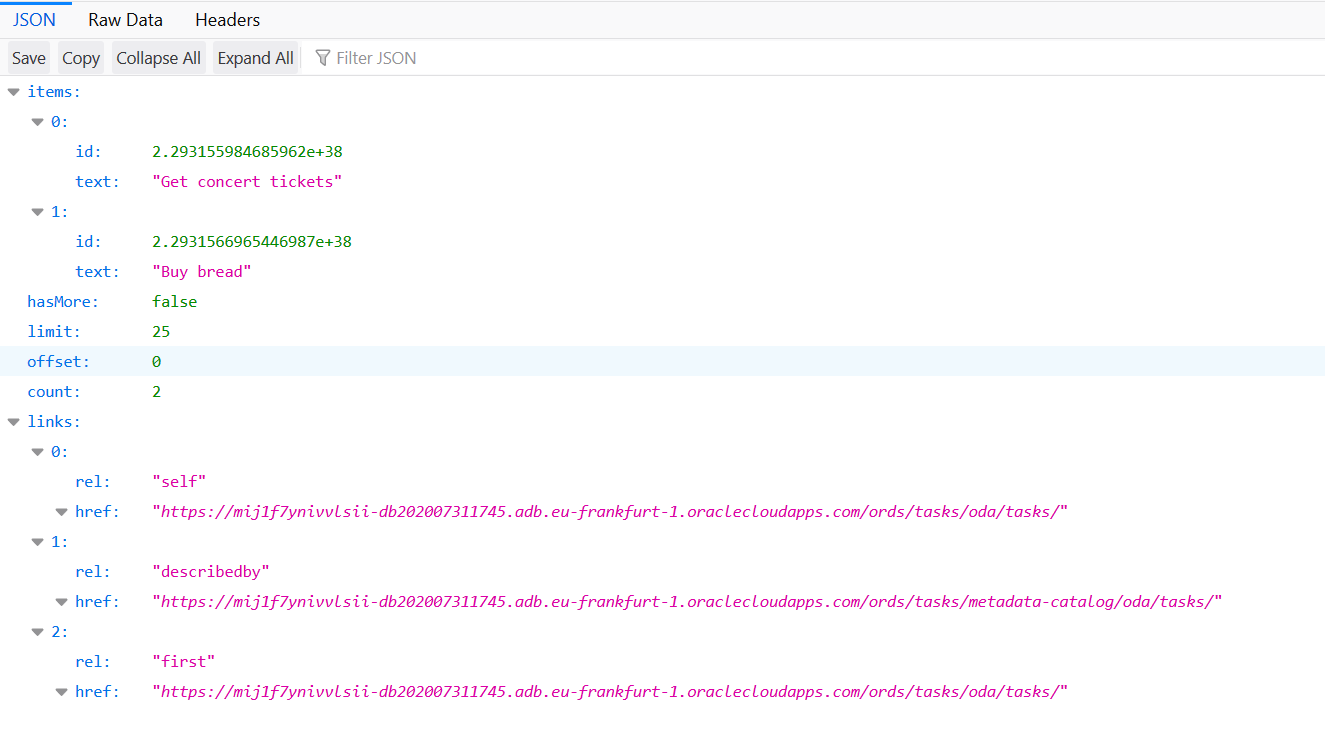 JSON Raw Data Headers
Save Copy Collapse All Expand All Filter JSON
items:
0:
id: 2.293155984685962e+38
text: "Get concert tickets"
1:
id: 2.2931566965446987e+38
text: "Buy bread"
hasMore: false
limit: 25
offset: 0
count: 2
links:
0:
rel: "self"
href: "https://mij1f7ynivvlsii-db202007311745.adb.eu-frankfurt-1.oraclecloudapps.com/ords/tasks/oda/tasks/"
1:
rel: "describedby"
href: "https://mij1f7ynivvlsii-db202007311745.adb.eu-frankfurt-1.oraclecloudapps.com/ords/tasks/metadata-catalog/oda/tasks/"
2:
rel: "first"
href: "https://mij1f7ynivvlsii-db202007311745.adb.eu-frankfurt-1.oraclecloudapps.com/ords/tasks/oda/tasks/"